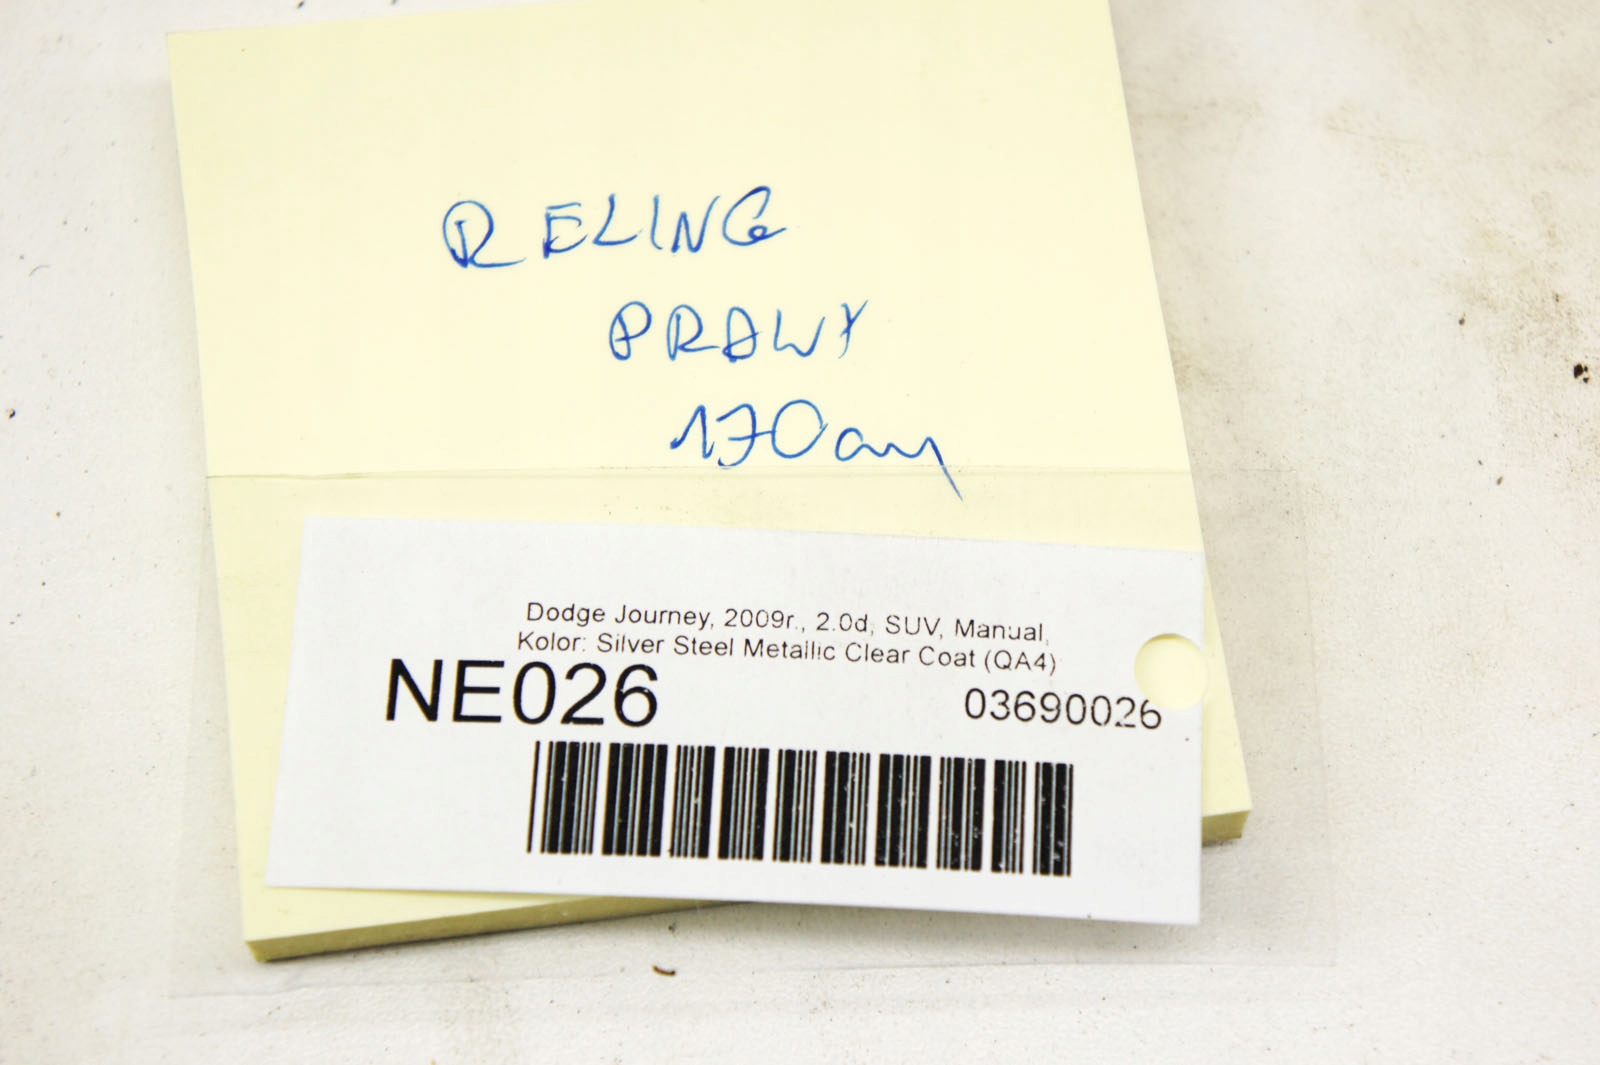 RELING
PRAWY
170cm
Dodge Journey, 2009r., 2.0d, SUV, Manual,
Kolor: Silver Steel Metallic Clear Coat (QA4)
NE026
03690026